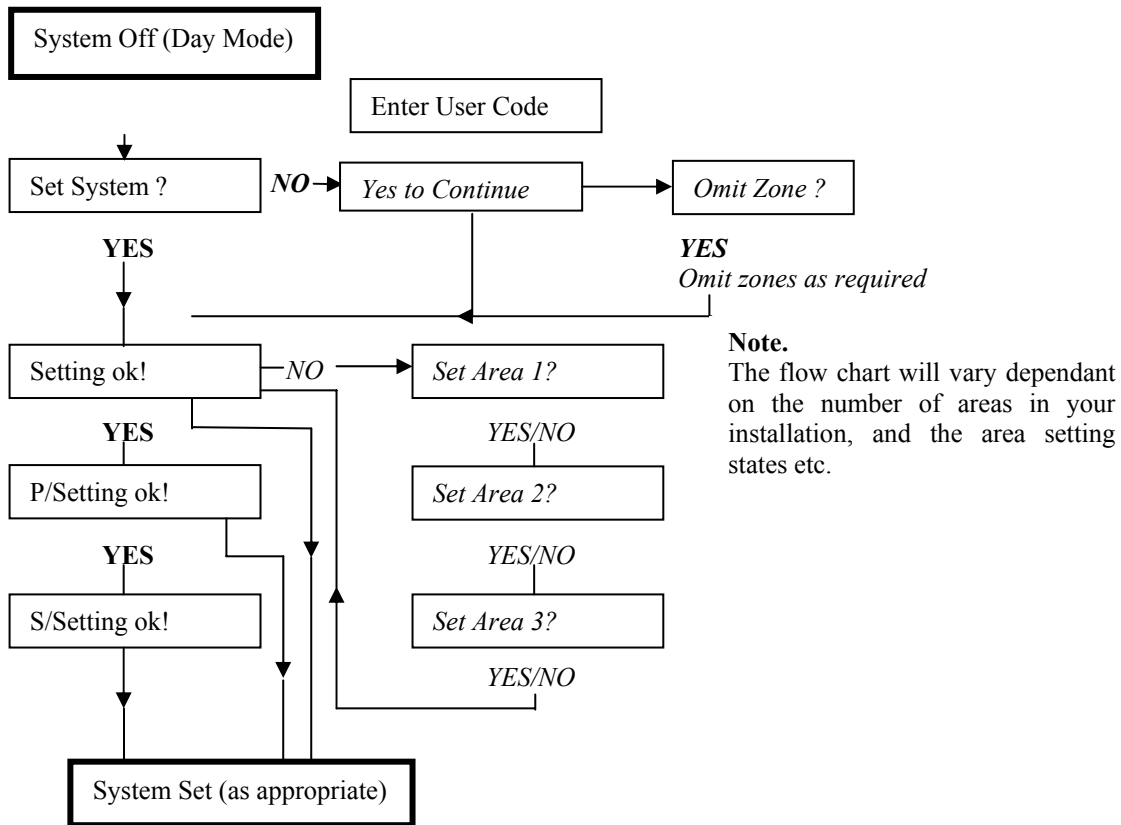 System Off (Day Mode)
Enter User Code
Set System ?
NO
Yes to Continue
Omit Zone ?
YES
YES
Omit zones as required
Setting ok!
NO
Set Area 1?
Note.
The flow chart will vary dependant
on the number of areas in your
installation, and the area setting
states etc.
YES
YES/NO
P/Setting ok!
Set Area 2?
YES
YES/NO
S/Setting ok!
Set Area 3?
YES/NO
System Set (as appropriate)